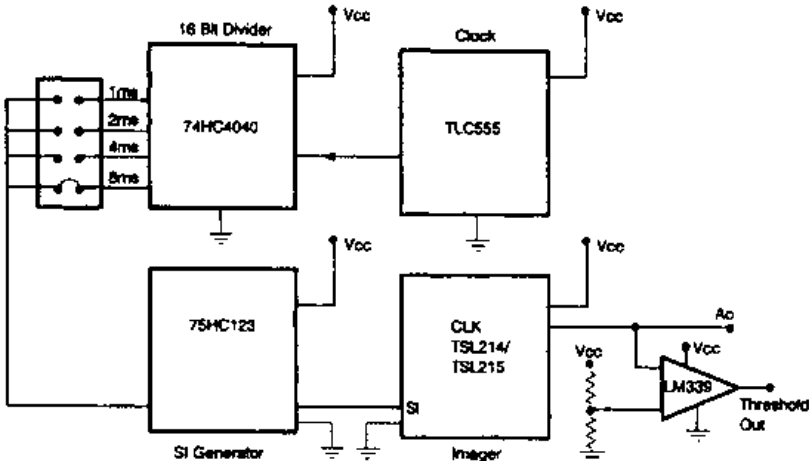 16 Bit Divider
Vcc
Clock
Vcc
1ms
2ms
4ms
8ms
74HC4040
TLC555
Vcc
Vcc
75HC123
CLK
TSL214/
TSL215
Ao
Vcc
Vcc
LM339
SI
Threshold
Out
SI Generator
Imager